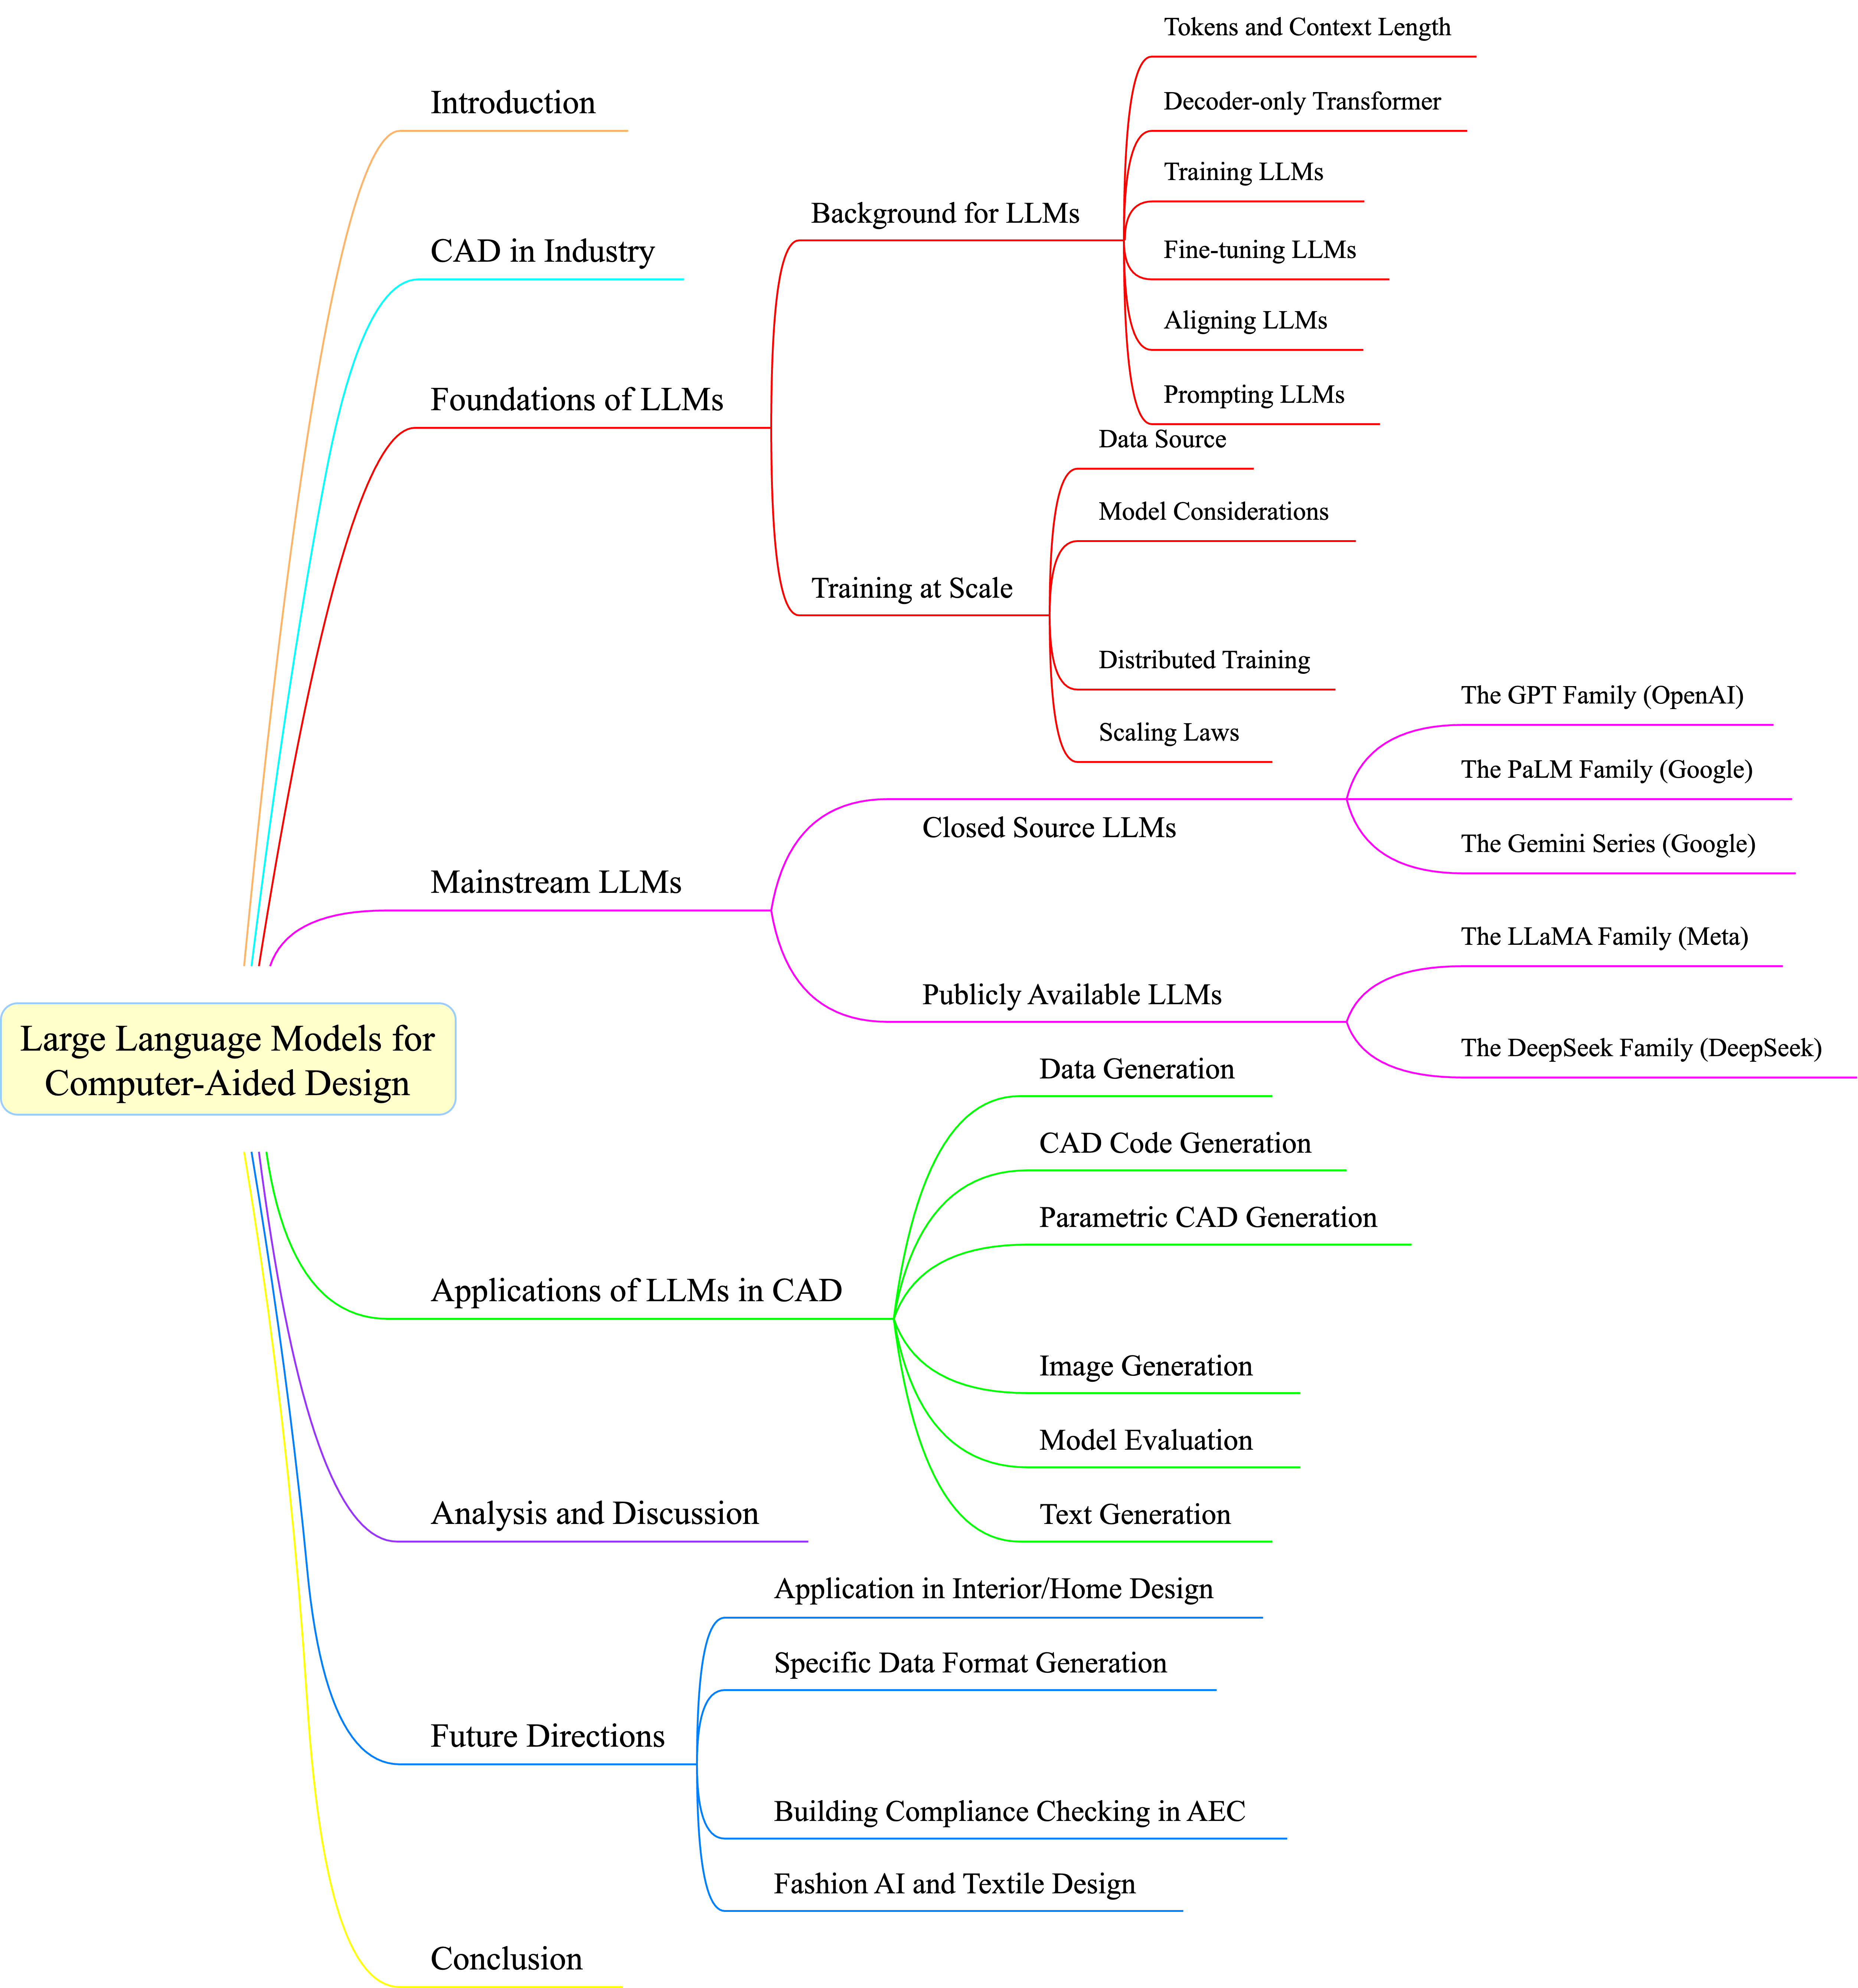 Large Language Models for
Computer-Aided Design
Introduction
CAD in Industry
Foundations of LLMs
Background for LLMs
Tokens and Context Length
Decoder-only Transformer
Training LLMs
Fine-tuning LLMs
Aligning LLMs
Prompting LLMs
Training at Scale
Data Source
Model Considerations
Distributed Training
Scaling Laws
Mainstream LLMs
Closed Source LLMs
The GPT Family (OpenAI)
The PaLM Family (Google)
The Gemini Series (Google)
Publicly Available LLMs
The LLaMA Family (Meta)
The DeepSeek Family (DeepSeek)
Applications of LLMs in CAD
Data Generation
CAD Code Generation
Parametric CAD Generation
Image Generation
Model Evaluation
Text Generation
Analysis and Discussion
Future Directions
Application in Interior/Home Design
Specific Data Format Generation
Building Compliance Checking in AEC
Fashion AI and Textile Design
Conclusion